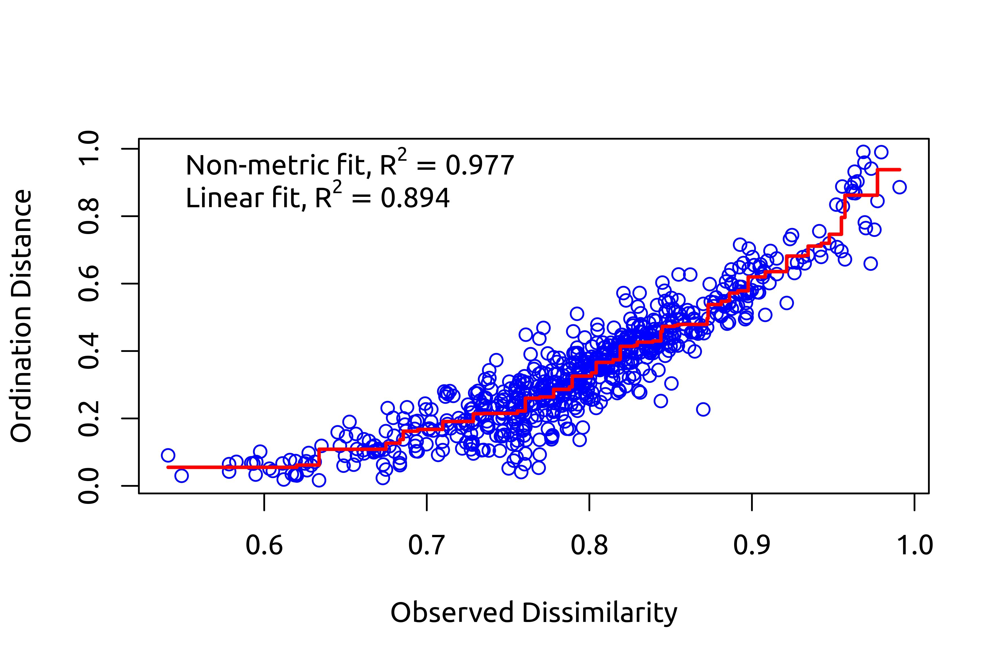 Non-metric fit, R² = 0.977
Linear fit, R² = 0.894
Ordination Distance
1.0
0.8
0.6
0.4
0.2
0.0
0.6 0.7 0.8 0.9 1.0
Observed Dissimilarity